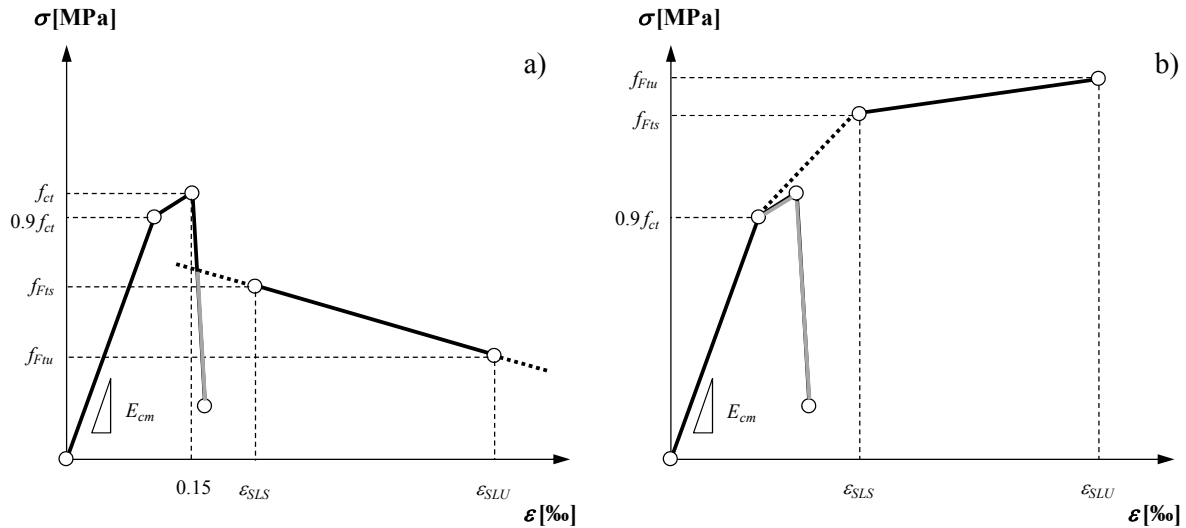 σ[MPa]
a)
f_ct
0.9 f_ct
f_Fts
f_Ftu
E_cm
0.15
ε_SLS
ε_SLU
ε[‰]
σ[MPa]
b)
f_Ftu
f_Fts
0.9 f_ct
E_cm
ε_SLS
ε_SLU
ε[‰]